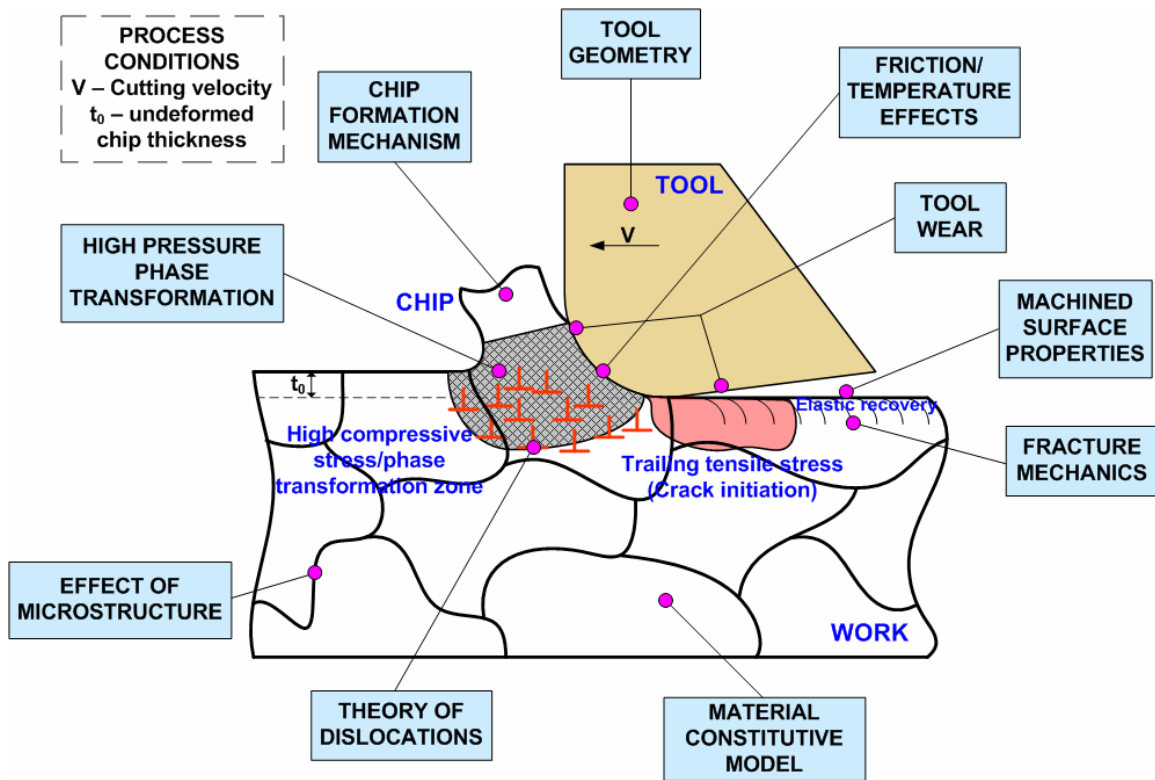 PROCESS
CONDITIONS
V – Cutting velocity
t₀ – undeformed
chip thickness
CHIP
FORMATION
MECHANISM
TOOL
GEOMETRY
FRICTION/
TEMPERATURE
EFFECTS
TOOL
WEAR
HIGH PRESSURE
PHASE
TRANSFORMATION
TOOL
V
CHIP
MACHINED
SURFACE
PROPERTIES
t₀
Elastic recovery
High compressive
stress/phase
transformation zone
Trailing tensile stress
(Crack initiation)
FRACTURE
MECHANICS
EFFECT OF
MICROSTRUCTURE
WORK
THEORY OF
DISLOCATIONS
MATERIAL
CONSTITUTIVE
MODEL